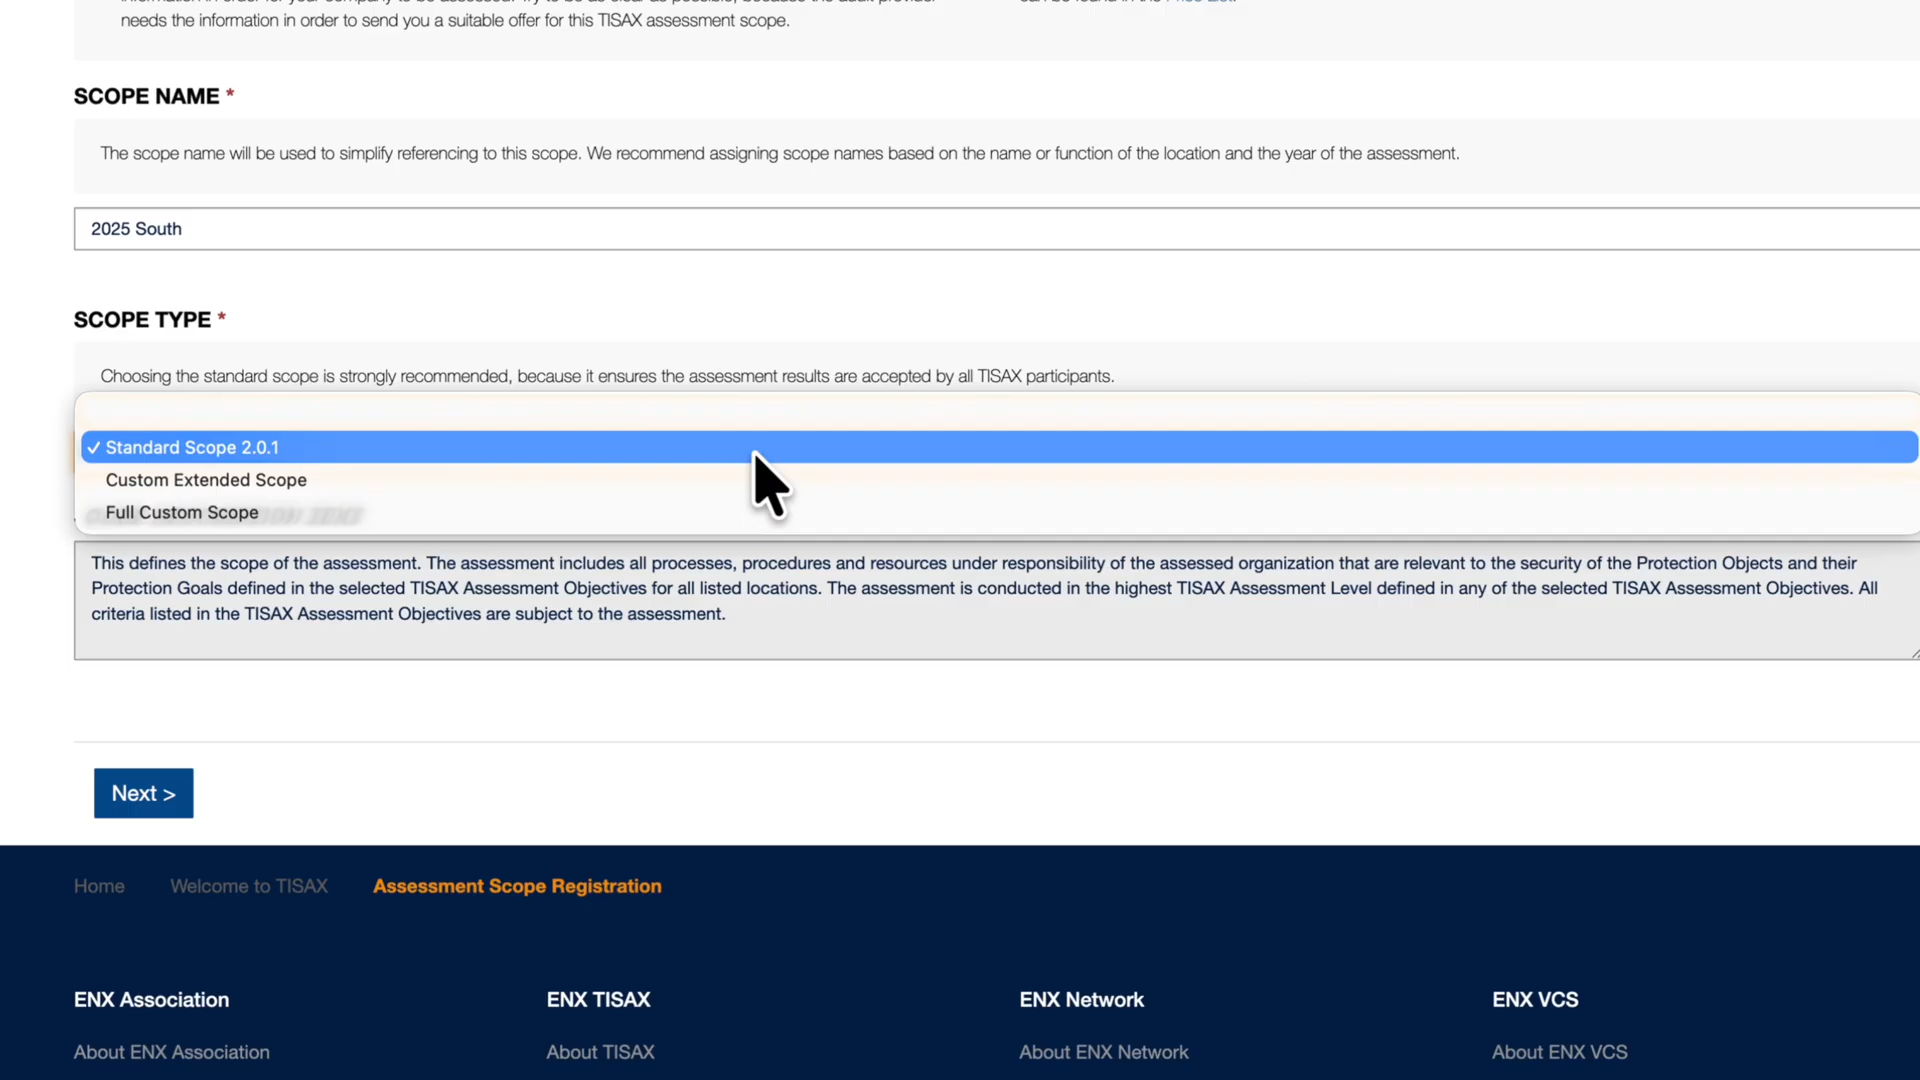 needs the information in order to send you a suitable offer for this TISAX assessment scope.
SCOPE NAME *
The scope name will be used to simplify referencing to this scope. We recommend assigning scope names based on the name or function of the location and the year of the assessment.
2025 South
SCOPE TYPE *
Choosing the standard scope is strongly recommended, because it ensures the assessment results are accepted by all TISAX participants.
✓ Standard Scope 2.0.1
Custom Extended Scope
Full Custom Scope
This defines the scope of the assessment. The assessment includes all processes, procedures and resources under responsibility of the assessed organization that are relevant to the security of the Protection Objects and their
Protection Goals defined in the selected TISAX Assessment Objectives for all listed locations. The assessment is conducted in the highest TISAX Assessment Level defined in any of the selected TISAX Assessment Objectives. All
criteria listed in the TISAX Assessment Objectives are subject to the assessment.
Next >
Home Welcome to TISAX Assessment Scope Registration
ENX Association ENX TISAX ENX Network ENX VCS
About ENX Association About TISAX About ENX Network About ENX VCS